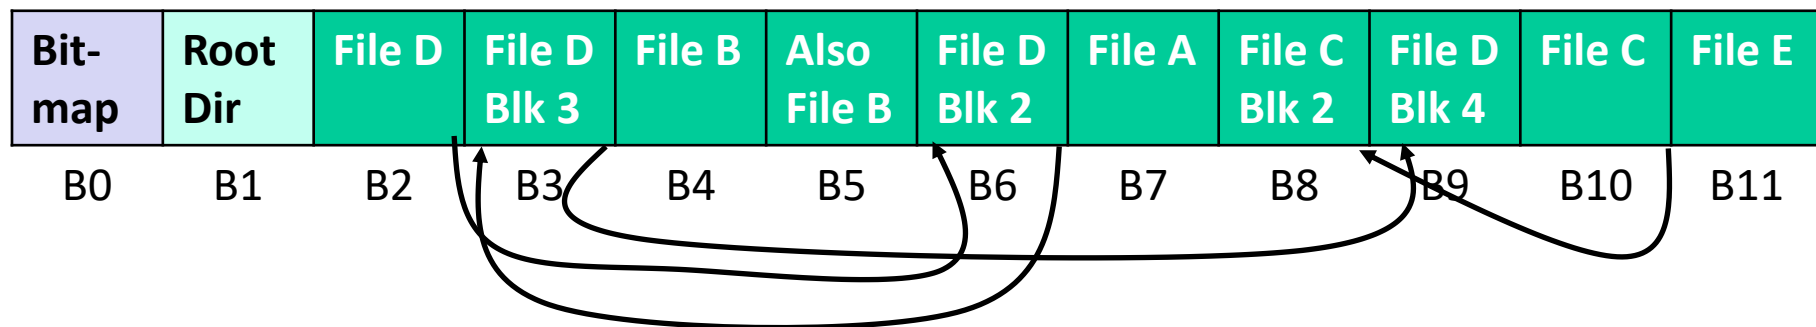 Bit- Root File D File D File B Also File D File A File C File D File C File E
map Dir Blk 3 File B Blk 2 Blk 2 Blk 4
B0 B1 B2 B3 B4 B5 B6 B7 B8 B9 B10 B11